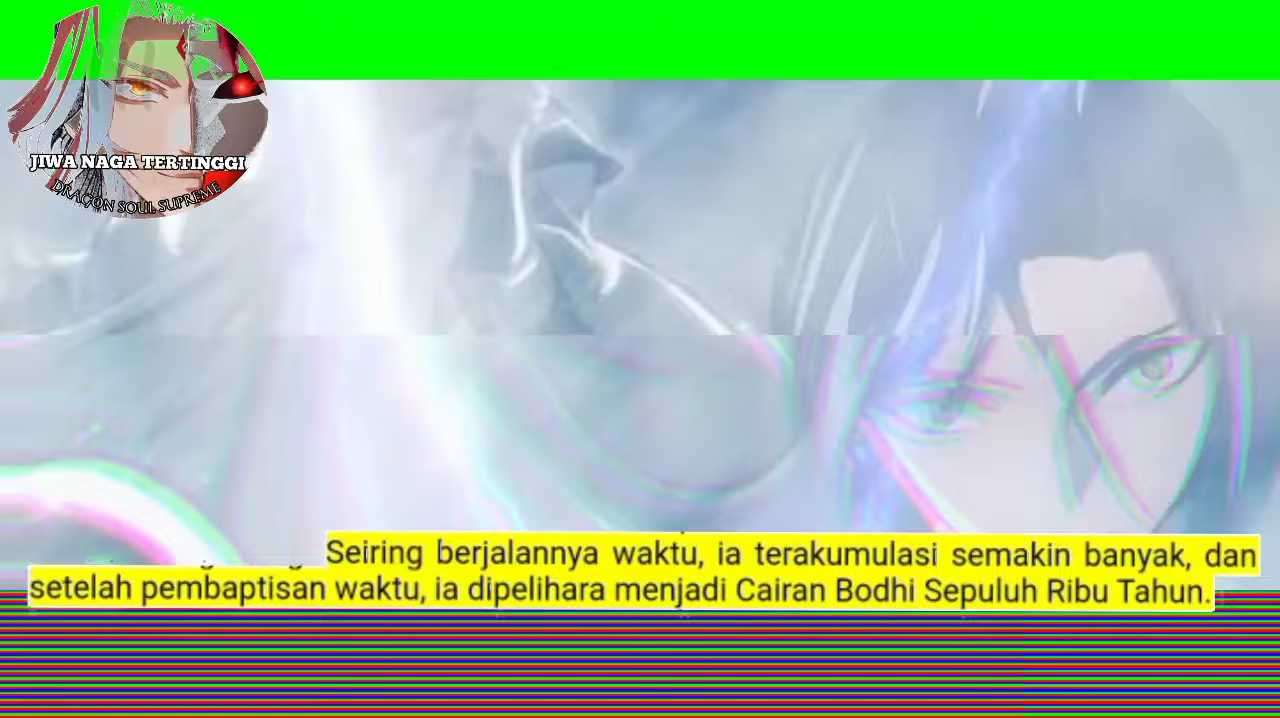 JIWA NAGA TERTINGGI
DRAGON SOUL SUPREME
Seiring berjalannya waktu, ia terakumulasi semakin banyak, dan
setelah pembaptisan waktu, ia dipelihara menjadi Cairan Bodhi Sepuluh Ribu Tahun.